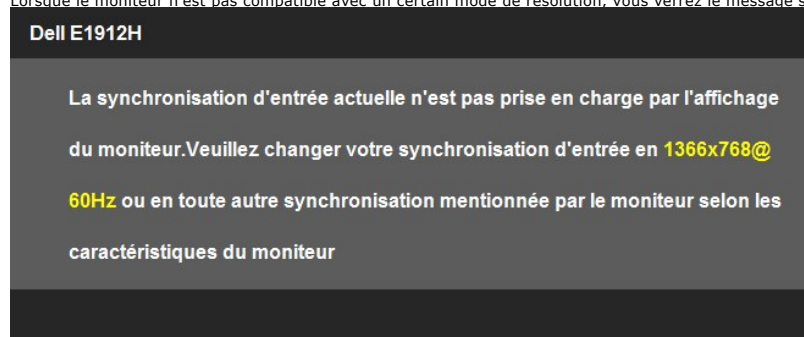 Lorsque le moniteur n'est pas compatible avec un certain mode de résolution, vous verrez le message s
Dell E1912H
La synchronisation d'entrée actuelle n'est pas prise en charge par l'affichage
du moniteur.Veuillez changer votre synchronisation d'entrée en 1366x768@
60Hz ou en toute autre synchronisation mentionnée par le moniteur selon les
caractéristiques du moniteur